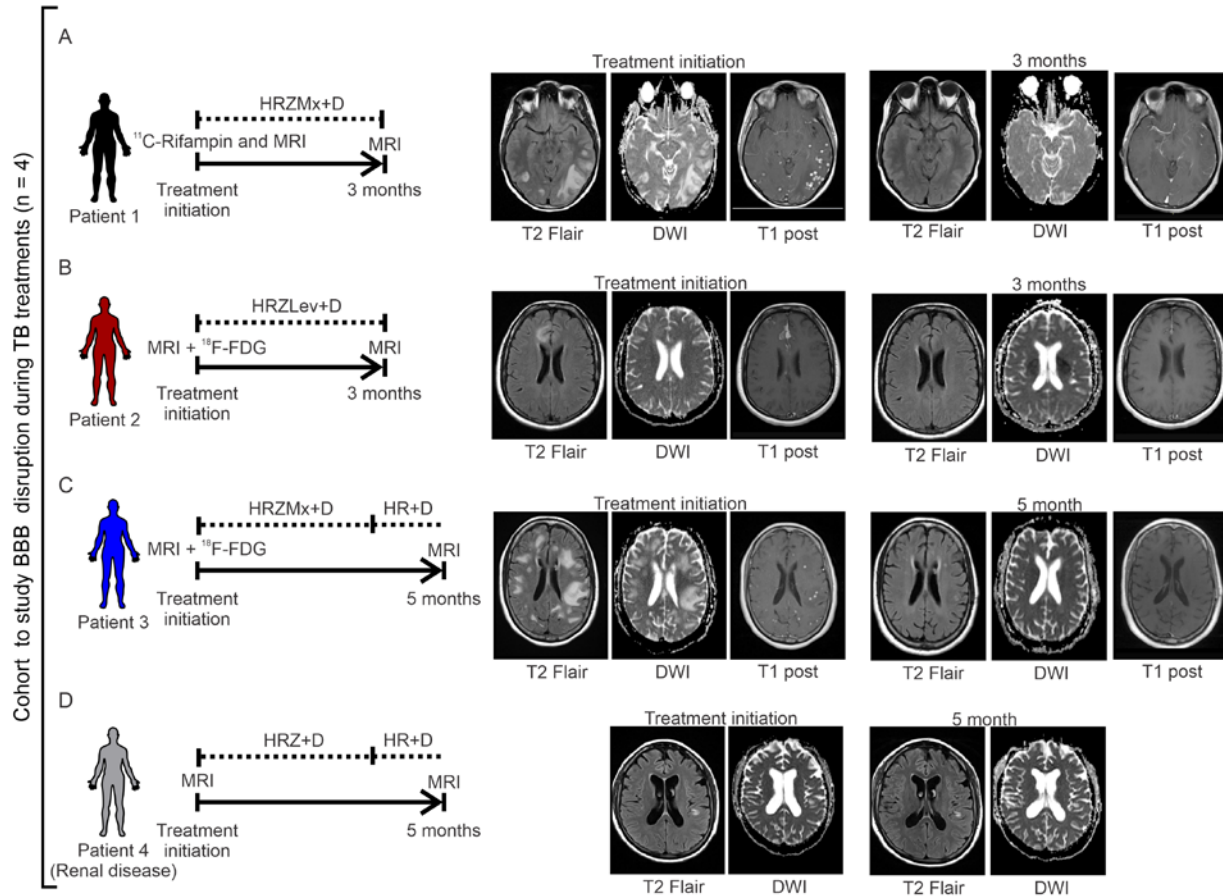 Cohort to study BBB disruption during TB treatments (n = 4)
A
HRZMx+D
¹¹C-Rifampin and MRI
MRI
Treatment
initiation
3 months
Patient 1
Treatment initiation
T2 Flair
DWI
T1 post
3 months
T2 Flair
DWI
T1 post
B
HRZLev+D
MRI + ¹⁸F-FDG
MRI
Treatment
initiation
3 months
Patient 2
Treatment initiation
T2 Flair
DWI
T1 post
3 months
T2 Flair
DWI
T1 post
C
HRZMx+D
HR+D
MRI + ¹⁸F-FDG
MRI
Treatment
initiation
5 months
Patient 3
Treatment initiation
T2 Flair
DWI
T1 post
5 month
T2 Flair
DWI
T1 post
D
HRZ+D
HR+D
MRI
MRI
Treatment
initiation
5 months
Patient 4
(Renal disease)
Treatment initiation
T2 Flair
DWI
5 month
T2 Flair
DWI